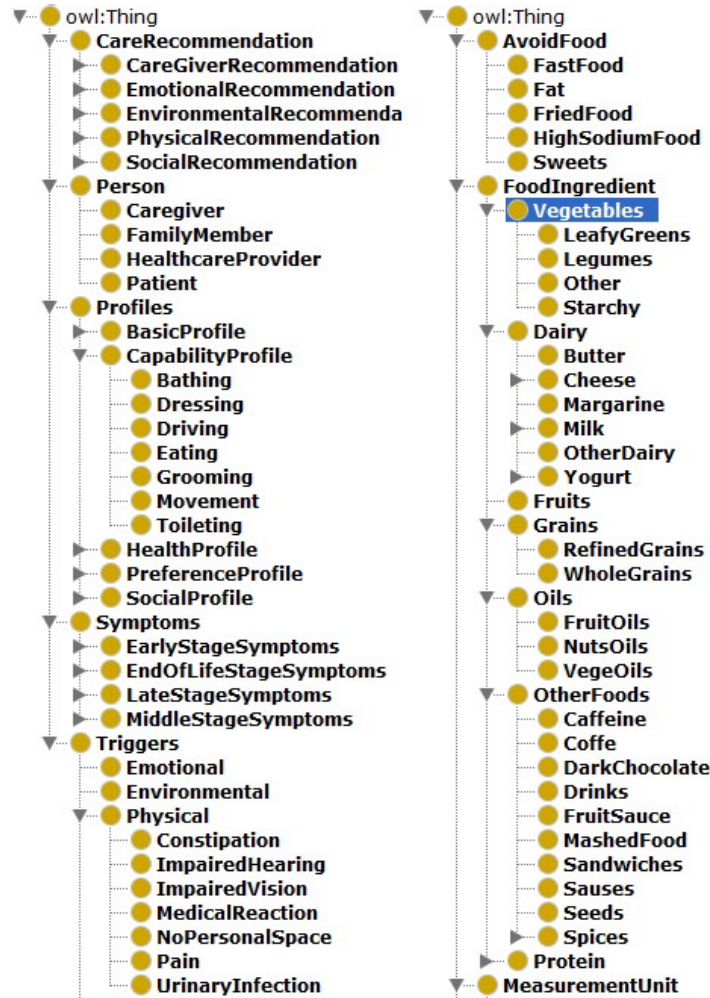 owl:Thing
CareRecommendation
CareGiverRecommendation
EmotionalRecommendation
EnvironmentalRecommenda
PhysicalRecommendation
SocialRecommendation
Person
Caregiver
FamilyMember
HealthcareProvider
Patient
Profiles
BasicProfile
CapabilityProfile
Bathing
Dressing
Driving
Eating
Grooming
Movement
Toileting
HealthProfile
PreferenceProfile
SocialProfile
Symptoms
EarlyStageSymptoms
EndOfLifeStageSymptoms
LateStageSymptoms
MiddleStageSymptoms
Triggers
Emotional
Environmental
Physical
Constipation
ImpairedHearing
ImpairedVision
MedicalReaction
NoPersonalSpace
Pain
UrinaryInfection
owl:Thing
AvoidFood
FastFood
Fat
FriedFood
HighSodiumFood
Sweets
FoodIngredient
Vegetables
LeafyGreens
Legumes
Other
Starchy
Dairy
Butter
Cheese
Margarine
Milk
OtherDairy
Yogurt
Fruits
Grains
RefinedGrains
WholeGrains
Oils
FruitOils
NutsOils
VegeOils
OtherFoods
Caffeine
Coffe
DarkChocolate
Drinks
FruitSauce
MashedFood
Sandwiches
Sauses
Seeds
Spices
Protein
MeasurementUnit